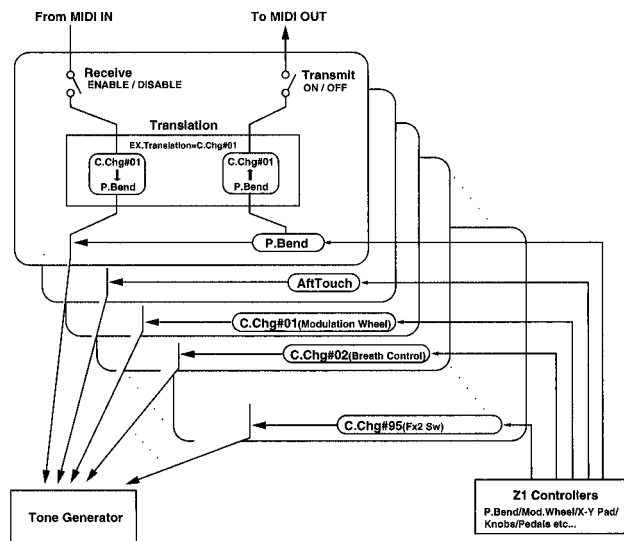 From MIDI IN
To MIDI OUT
Receive
ENABLE / DISABLE
Transmit
ON / OFF
Translation
EX.Translation=C.Chg#01
C.Chg#01
P.Bend
C.Chg#01
P.Bend
P.Bend
AftTouch
C.Chg#01(Modulation Wheel)
C.Chg#02(Breath Control)
C.Chg#95(Fx2 Sw)
Tone Generator
Z1 Controllers
P.Bend/Mod.Wheel/X-Y Pad/
Knobs/Pedals etc...